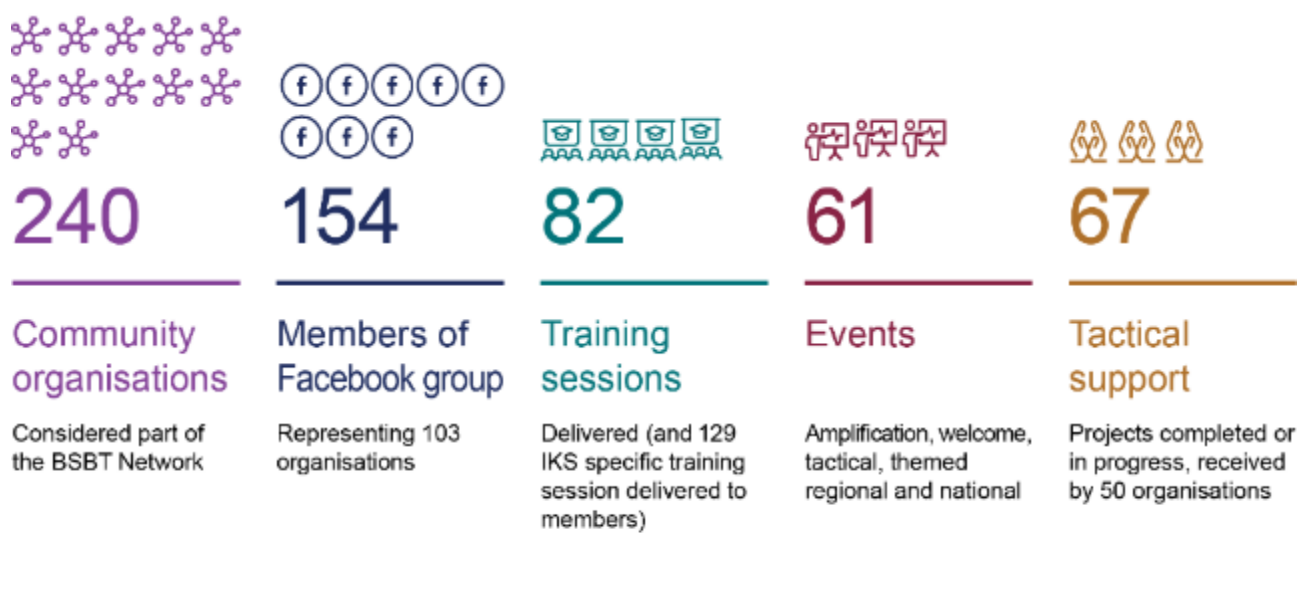 240
Community
organisations
Considered part of
the BSBT Network
154
Members of
Facebook group
Representing 103
organisations
82
Training
sessions
Delivered (and 129
IKS specific training
session delivered to
members)
61
Events
Amplification, welcome,
tactical, themed
regional and national
67
Tactical
support
Projects completed or
in progress, received
by 50 organisations